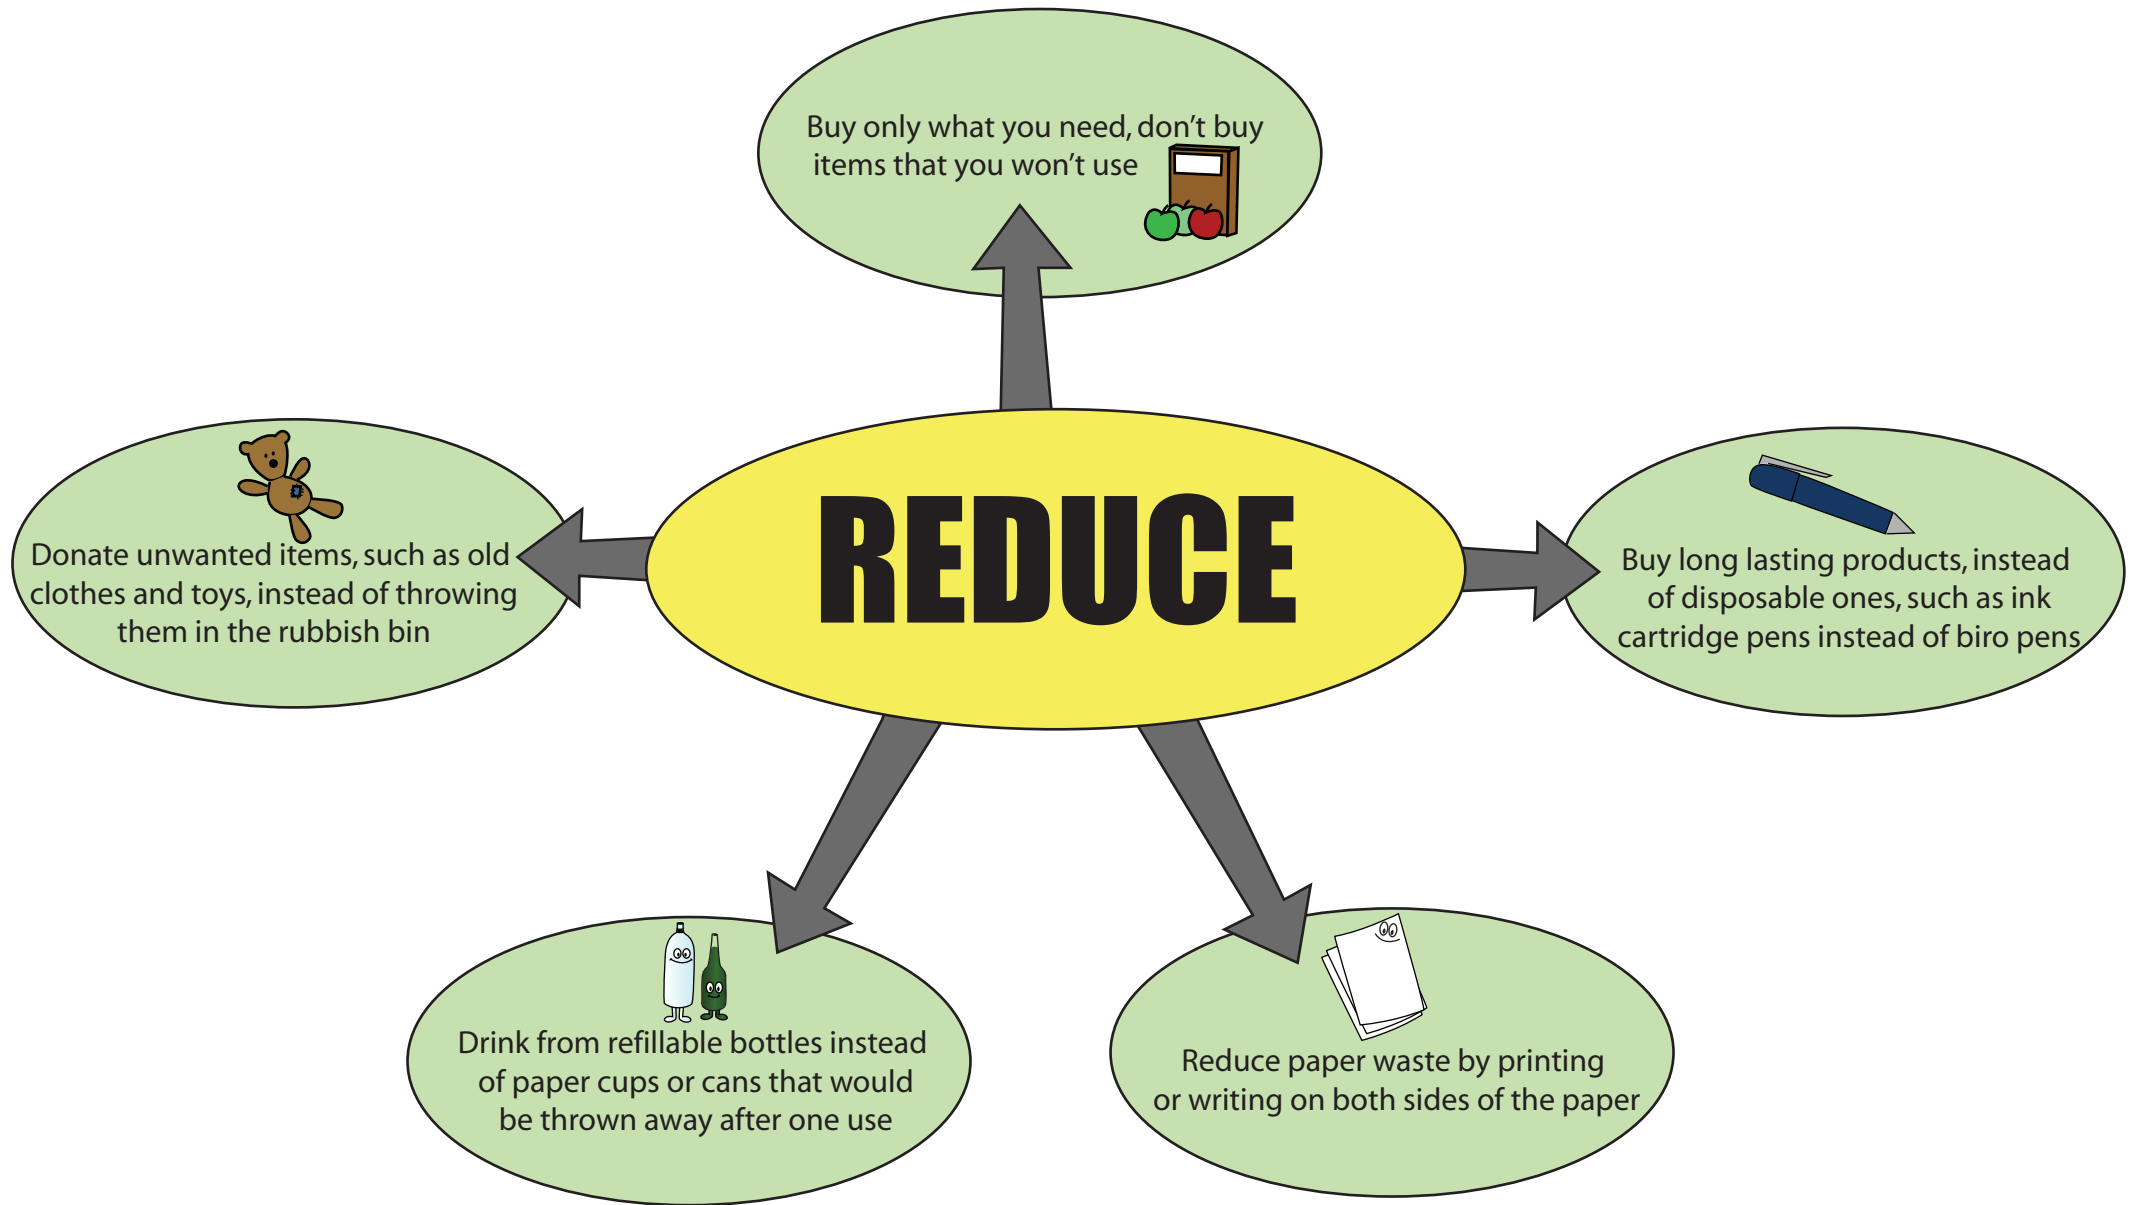 Buy only what you need, don’t buy
items that you won’t use
REDUCE
Donate unwanted items, such as old
clothes and toys, instead of throwing
them in the rubbish bin
Buy long lasting products, instead
of disposable ones, such as ink
cartridge pens instead of biro pens
Drink from refillable bottles instead
of paper cups or cans that would
be thrown away after one use
Reduce paper waste by printing
or writing on both sides of the paper